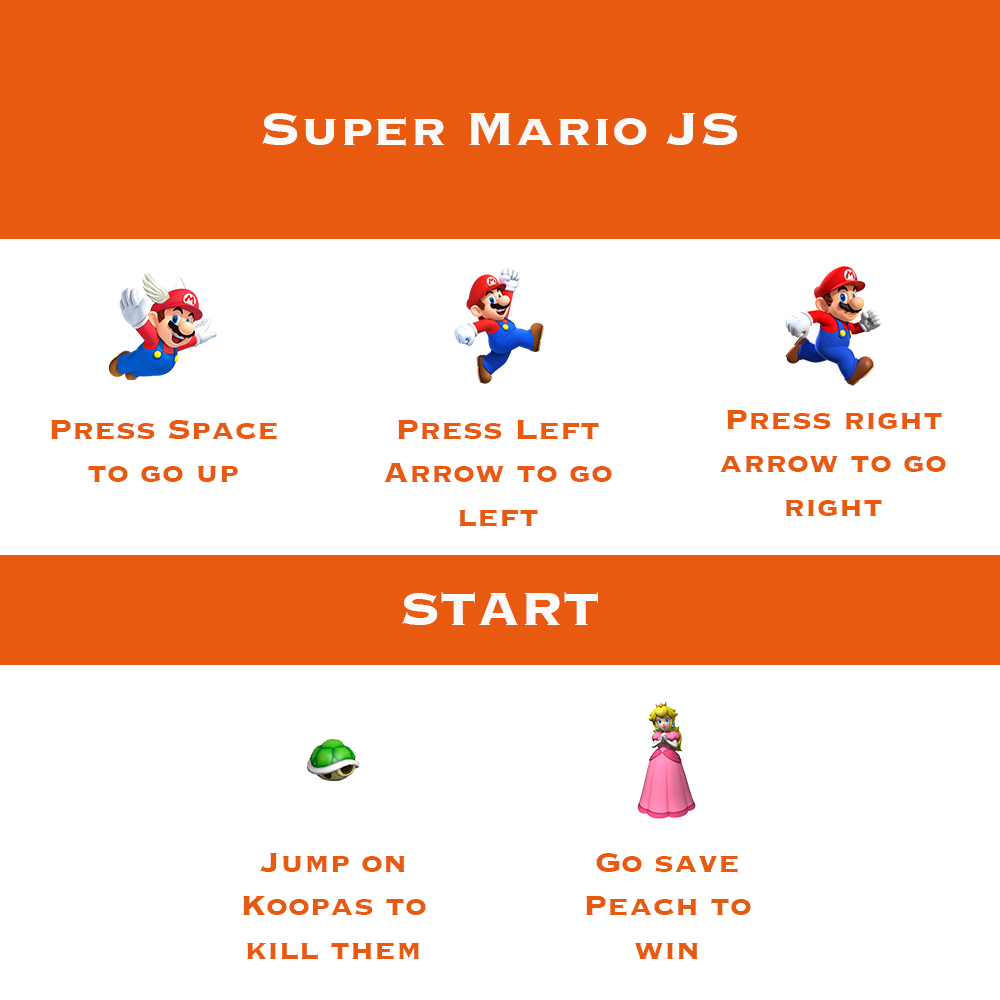 Super Mario JS
Press Space
to go up
Press Left
Arrow to go
left
Press right
arrow to go
right
START
Jump on
Koopas to
kill them
Go save
Peach to
win